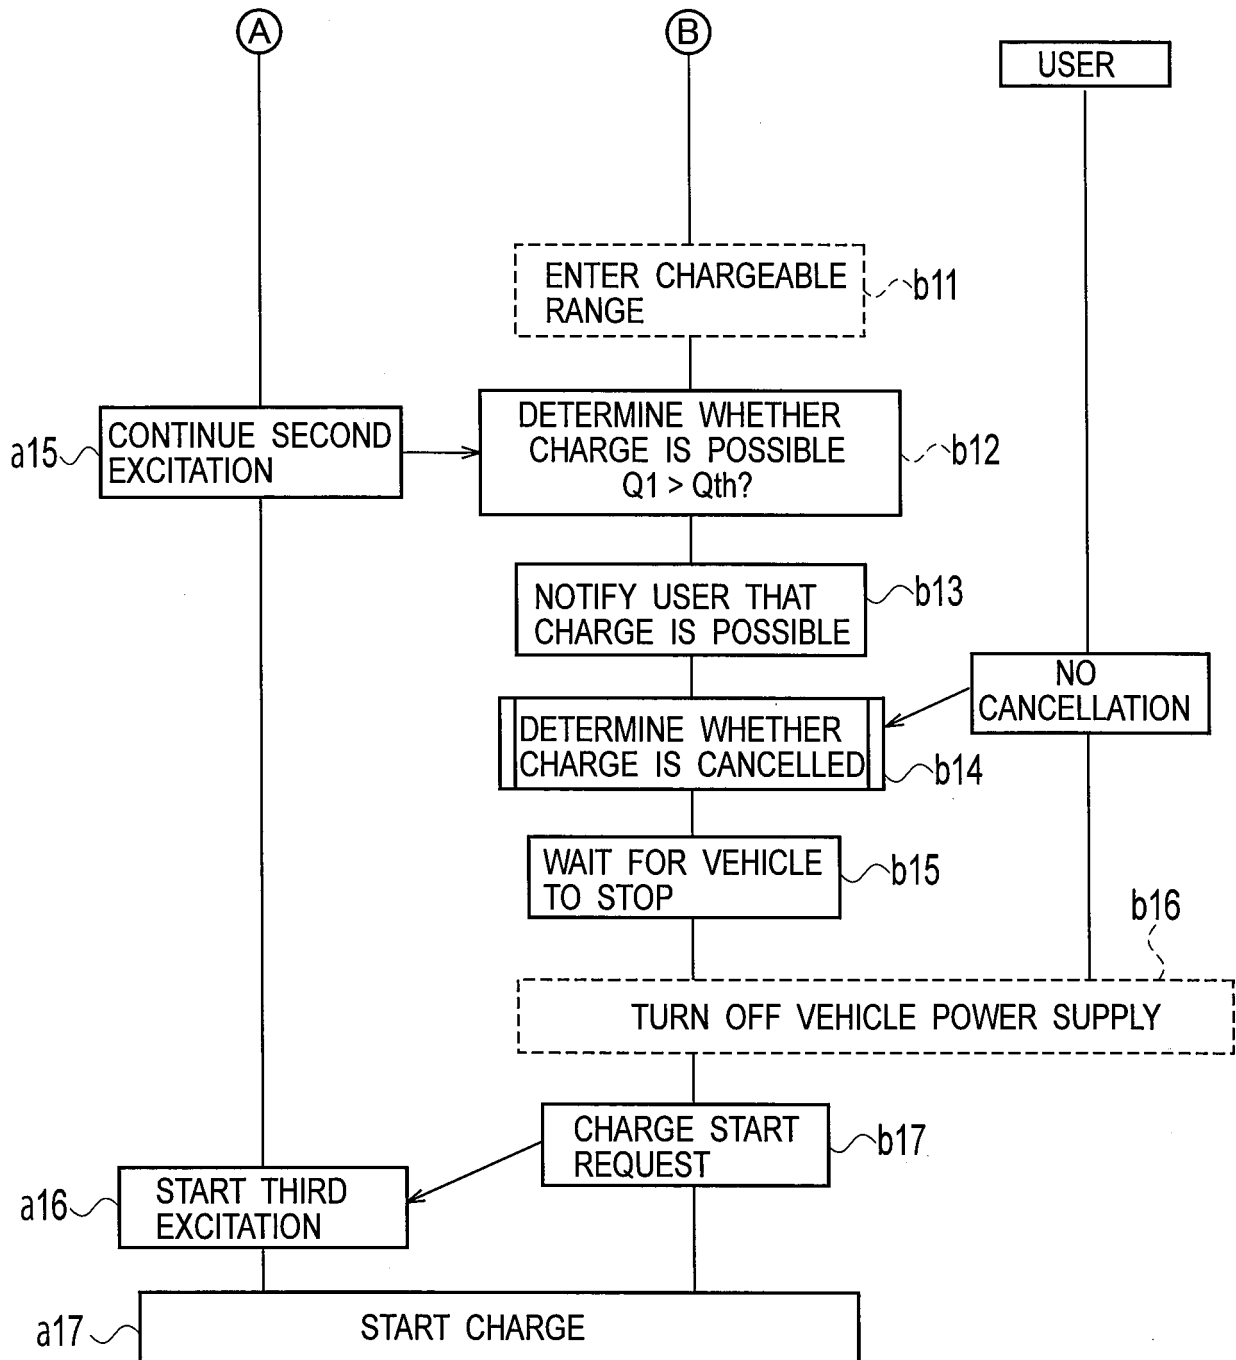 A
B
USER
ENTER CHARGEABLE
RANGE
b11
a15
CONTINUE SECOND
EXCITATION
DETERMINE WHETHER
CHARGE IS POSSIBLE
Q1 > Qth?
b12
NOTIFY USER THAT
CHARGE IS POSSIBLE
b13
NO
CANCELLATION
DETERMINE WHETHER
CHARGE IS CANCELLED
b14
WAIT FOR VEHICLE
TO STOP
b15
b16
TURN OFF VEHICLE POWER SUPPLY
CHARGE START
REQUEST
b17
a16
START THIRD
EXCITATION
a17
START CHARGE